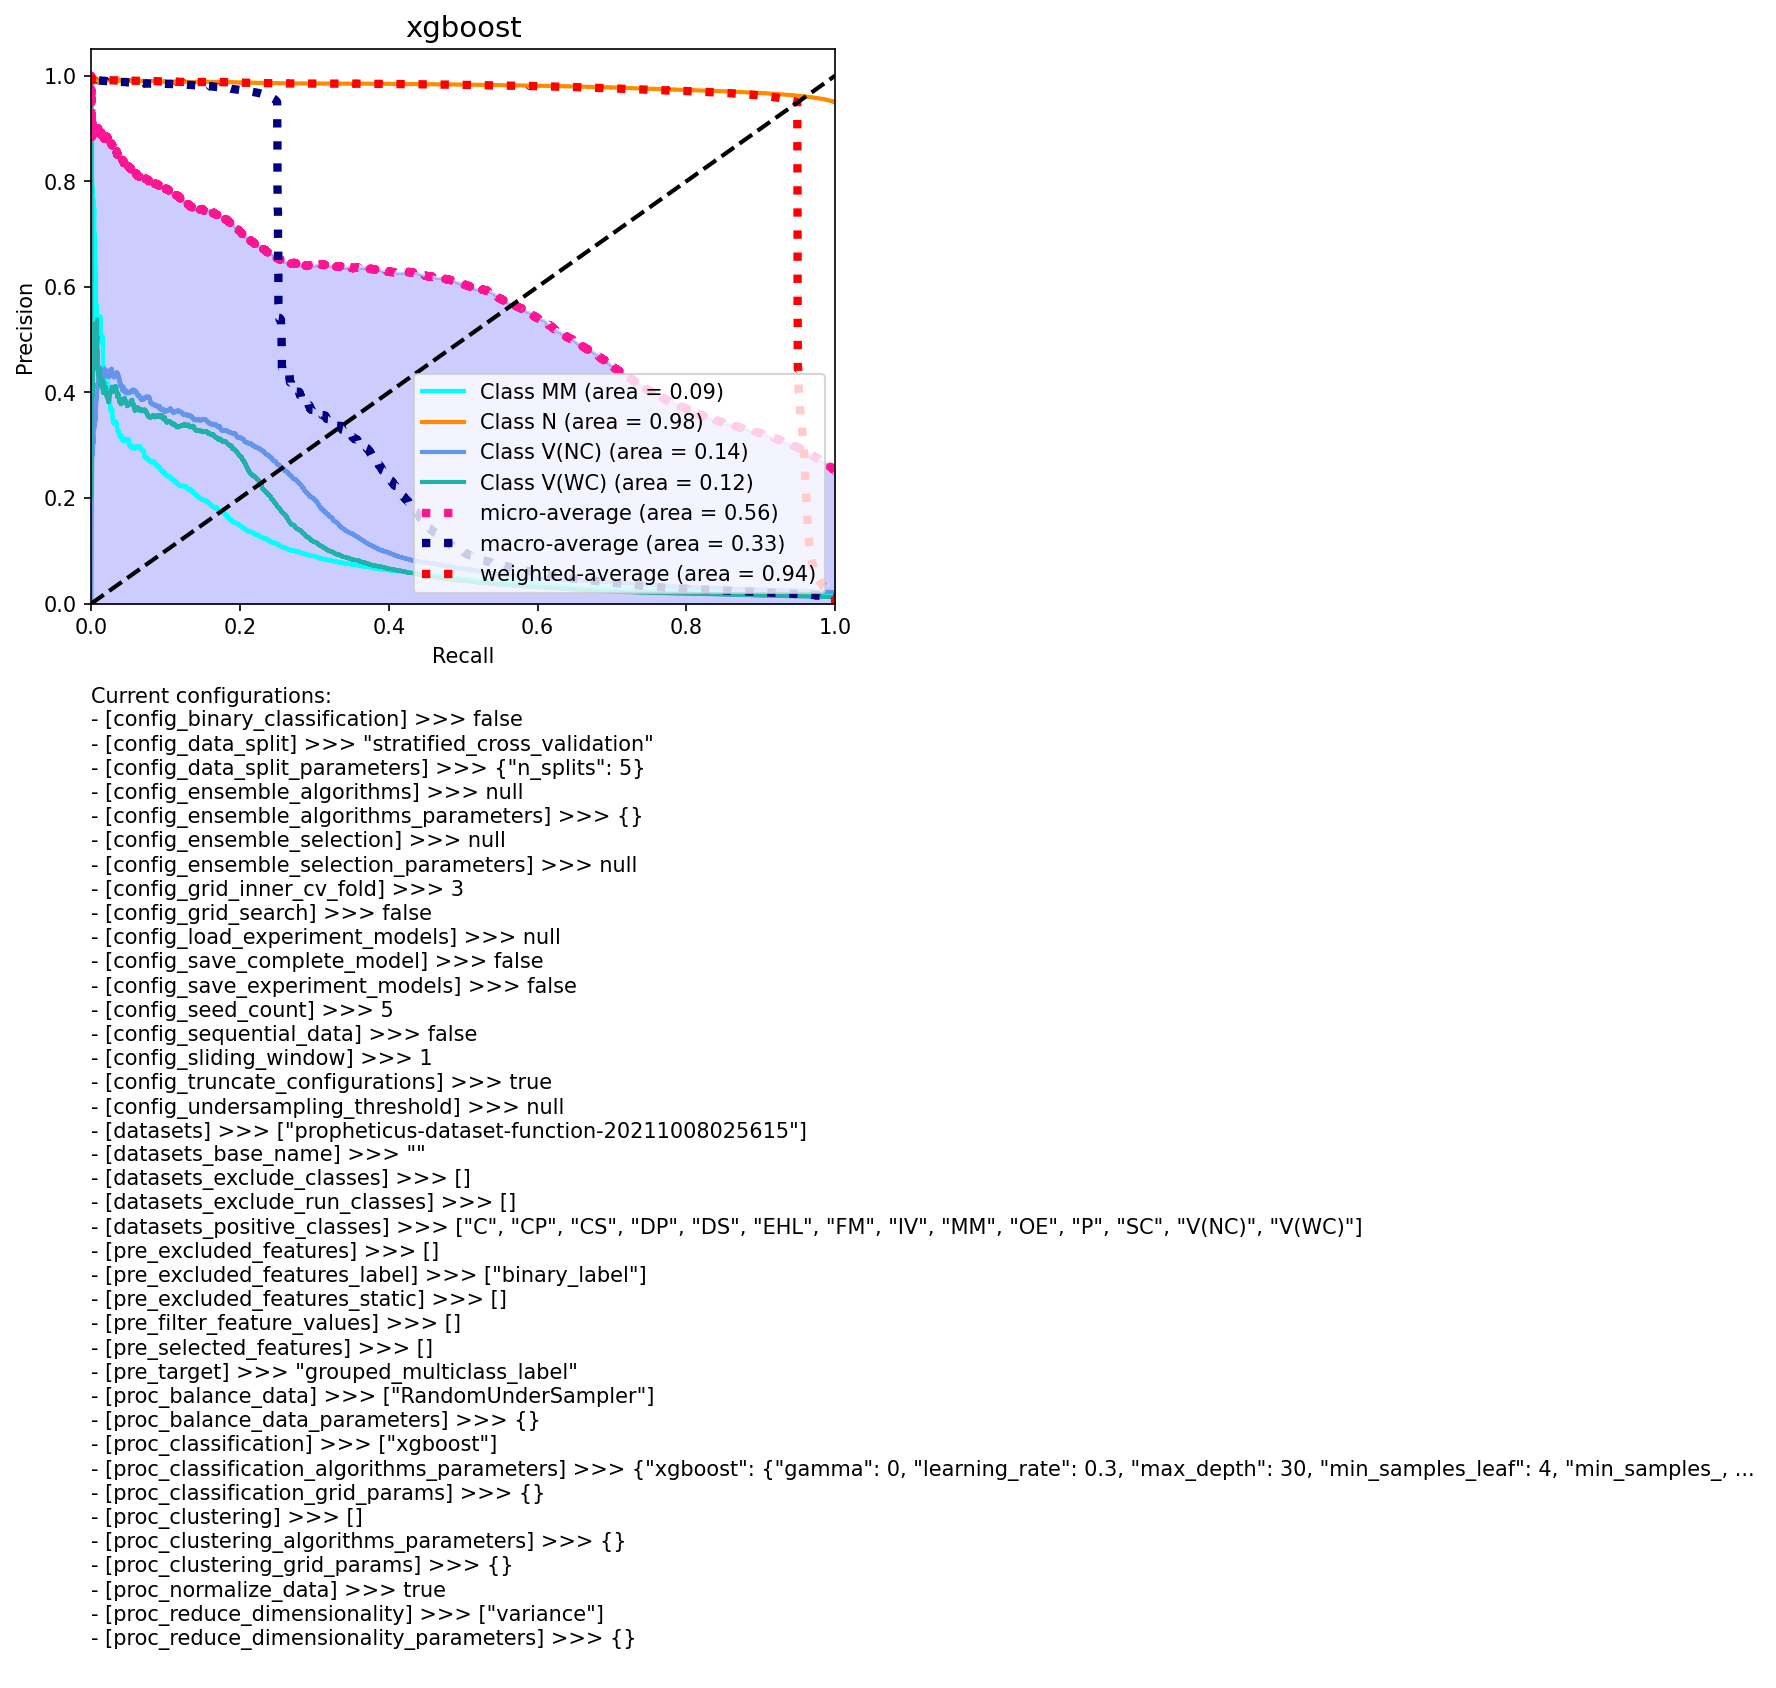 xgboost
1.0
0.8
0.6
0.4
0.2
0.0
Precision
Class MM (area = 0.09)
Class N (area = 0.98)
Class V(NC) (area = 0.14)
Class V(WC) (area = 0.12)
micro-average (area = 0.56)
macro-average (area = 0.33)
weighted-average (area = 0.94)
0.0 0.2 0.4 0.6 0.8 1.0
Recall
Current configurations:
- [config_binary_classification] >>> false
- [config_data_split] >>> "stratified_cross_validation"
- [config_data_split_parameters] >>> {"n_splits": 5}
- [config_ensemble_algorithms] >>> null
- [config_ensemble_algorithms_parameters] >>> {}
- [config_ensemble_selection] >>> null
- [config_ensemble_selection_parameters] >>> null
- [config_grid_inner_cv_fold] >>> 3
- [config_grid_search] >>> false
- [config_load_experiment_models] >>> null
- [config_save_complete_model] >>> false
- [config_save_experiment_models] >>> false
- [config_seed_count] >>> 5
- [config_sequential_data] >>> false
- [config_sliding_window] >>> 1
- [config_truncate_configurations] >>> true
- [config_undersampling_threshold] >>> null
- [datasets] >>> ["propheticus-dataset-function-20211008025615"]
- [datasets_base_name] >>> ""
- [datasets_exclude_classes] >>> []
- [datasets_exclude_run_classes] >>> []
- [datasets_positive_classes] >>> ["C", "CP", "CS", "DP", "DS", "EHL", "FM", "IV", "MM", "OE", "P", "SC", "V(NC)", "V(WC)"]
- [pre_excluded_features] >>> []
- [pre_excluded_features_label] >>> ["binary_label"]
- [pre_excluded_features_static] >>> []
- [pre_filter_feature_values] >>> []
- [pre_selected_features] >>> []
- [pre_target] >>> "grouped_multiclass_label"
- [proc_balance_data] >>> ["RandomUnderSampler"]
- [proc_balance_data_parameters] >>> {}
- [proc_classification] >>> ["xgboost"]
- [proc_classification_algorithms_parameters] >>> {"xgboost": {"gamma": 0, "learning_rate": 0.3, "max_depth": 30, "min_samples_leaf": 4, "min_samples_, ...
- [proc_classification_grid_params] >>> {}
- [proc_clustering] >>> []
- [proc_clustering_algorithms_parameters] >>> {}
- [proc_clustering_grid_params] >>> {}
- [proc_normalize_data] >>> true
- [proc_reduce_dimensionality] >>> ["variance"]
- [proc_reduce_dimensionality_parameters] >>> {}